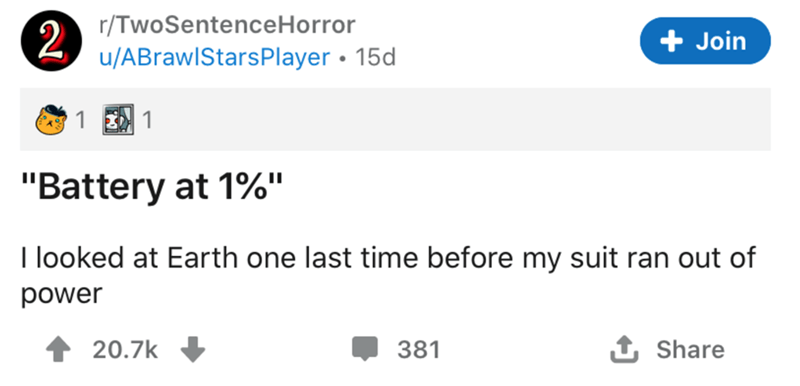 2
r/TwoSentenceHorror
u/ABrawlStarsPlayer • 15d
+ Join
1 1
"Battery at 1%"
I looked at Earth one last time before my suit ran out of
power
20.7k 381 Share